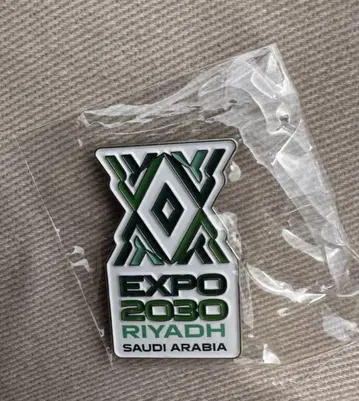 EXPO
2030
RIYADH
SAUDI ARABIA